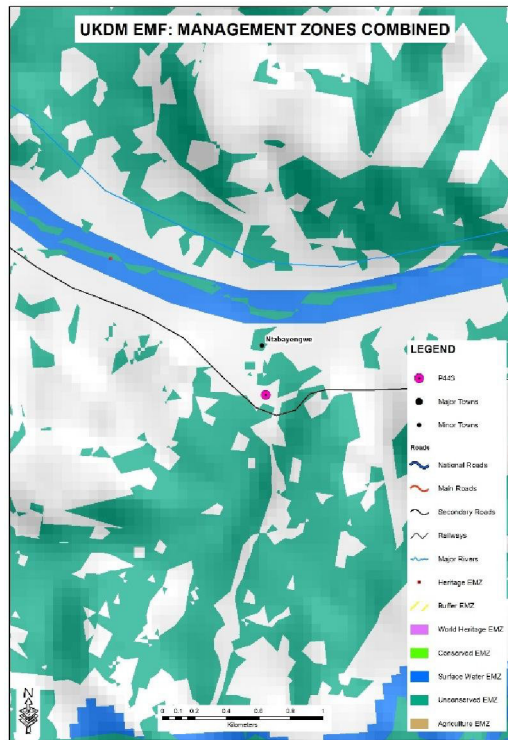 UKDM EMF: MANAGEMENT ZONES COMBINED
Ntabayengwe
LEGEND
P443
Major Towns
Minor Towns
Roads
National Roads
Main Roads
Secondary Roads
Railways
Major Rivers
Heritage EMZ
Buffer EMZ
World Heritage EMZ
Conserved EMZ
Surface Water EMZ
Unconserved EMZ
Agriculture EMZ
N
0 0.1 0.2 0.4 0.6 0.8 1
Kilometers